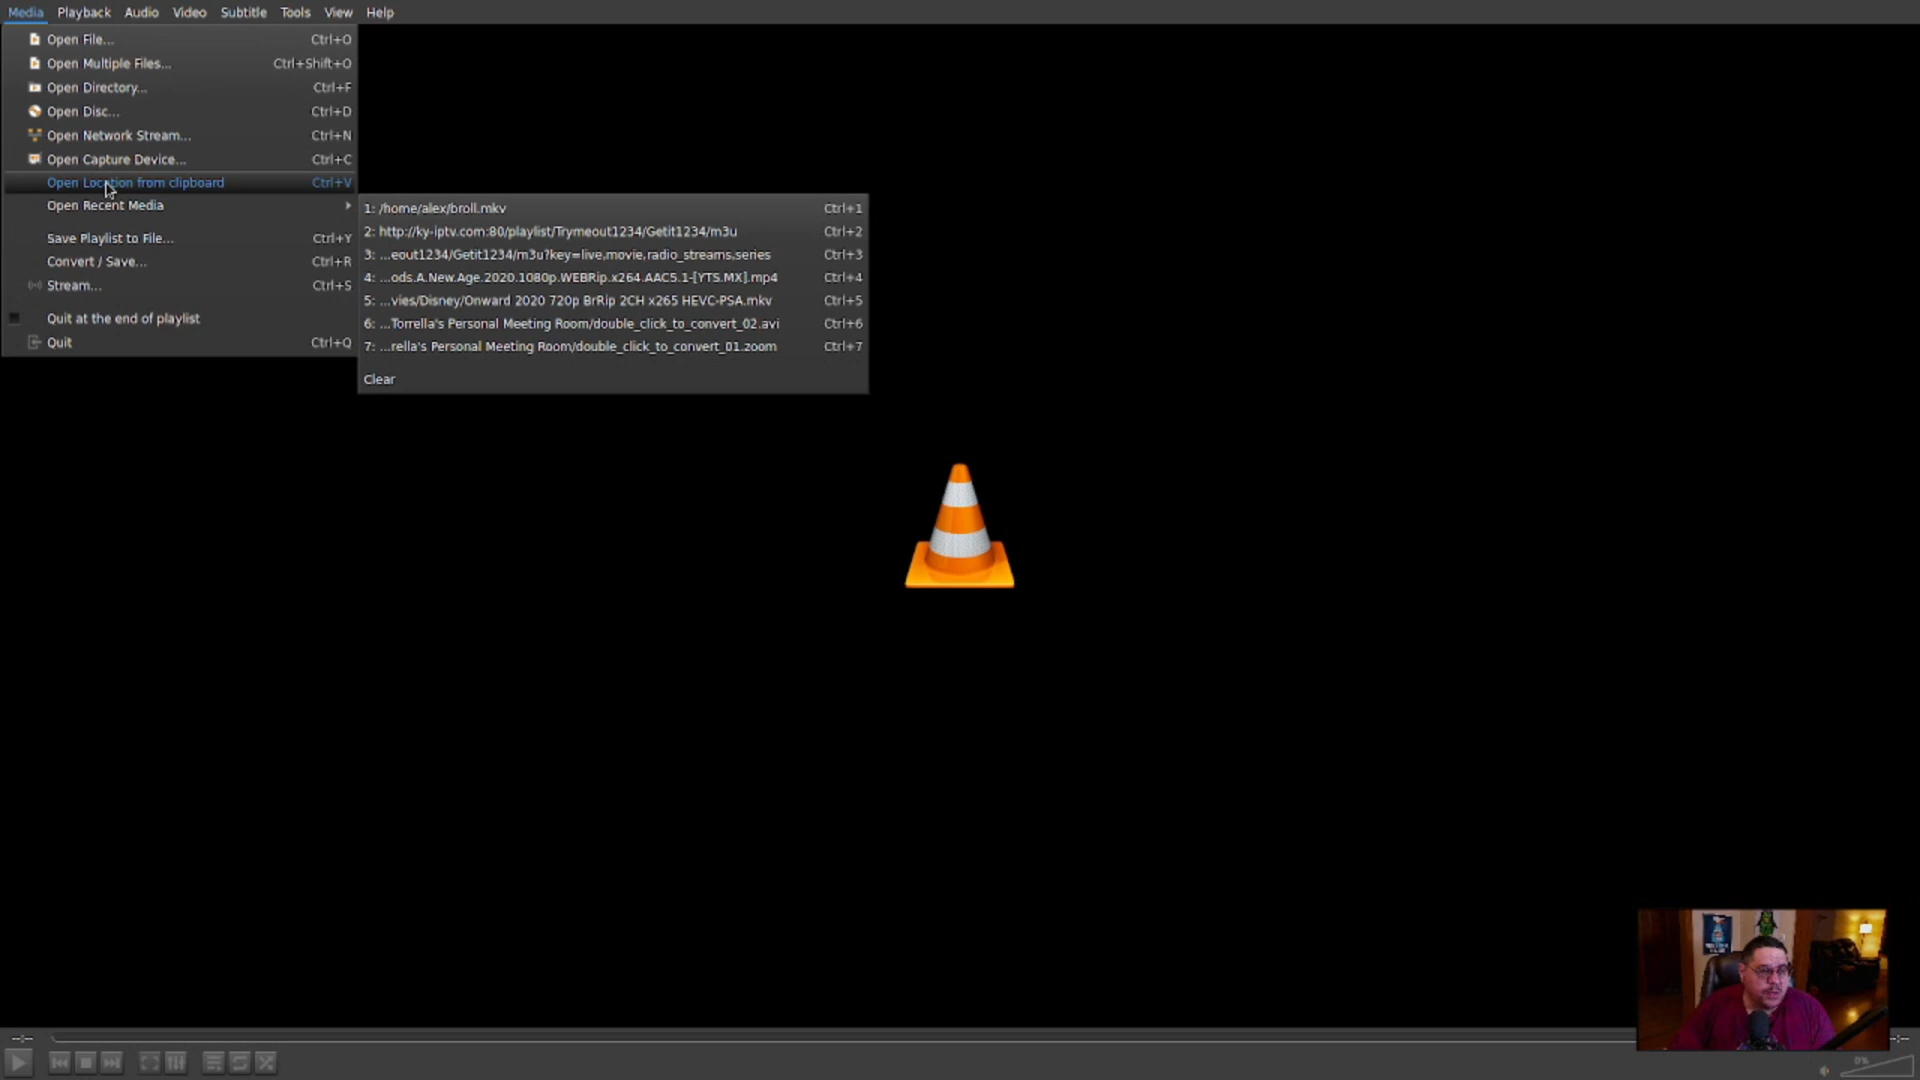 Media Playback Audio Video Subtitle Tools View Help
Open File... Ctrl+O
Open Multiple Files... Ctrl+Shift+O
Open Directory... Ctrl+F
Open Disc... Ctrl+D
Open Network Stream... Ctrl+N
Open Capture Device... Ctrl+C
Open Location from clipboard Ctrl+V
Open Recent Media
Save Playlist to File... Ctrl+Y
Convert / Save... Ctrl+R
Stream... Ctrl+S
Quit at the end of playlist
Quit Ctrl+Q
1: /home/alex/broll.mkv Ctrl+1
2: http://ky-iptv.com:80/playlist/Trymeout1234/Getit1234/m3u Ctrl+2
3: ...eout1234/Getit1234/m3u?key=live,movie,radio_streams,series Ctrl+3
4: ...ods.A.New.Age.2020.1080p.WEBRip.x264.AAC5.1-[YTS.MX].mp4 Ctrl+4
5: ...vies/Disney/Onward 2020 720p BrRip 2CH x265 HEVC-PSA.mkv Ctrl+5
6: ...Torrella's Personal Meeting Room/double_click_to_convert_02.avi Ctrl+6
7: ...rella's Personal Meeting Room/double_click_to_convert_01.zoom Ctrl+7
Clear
--:--
--:--
0%